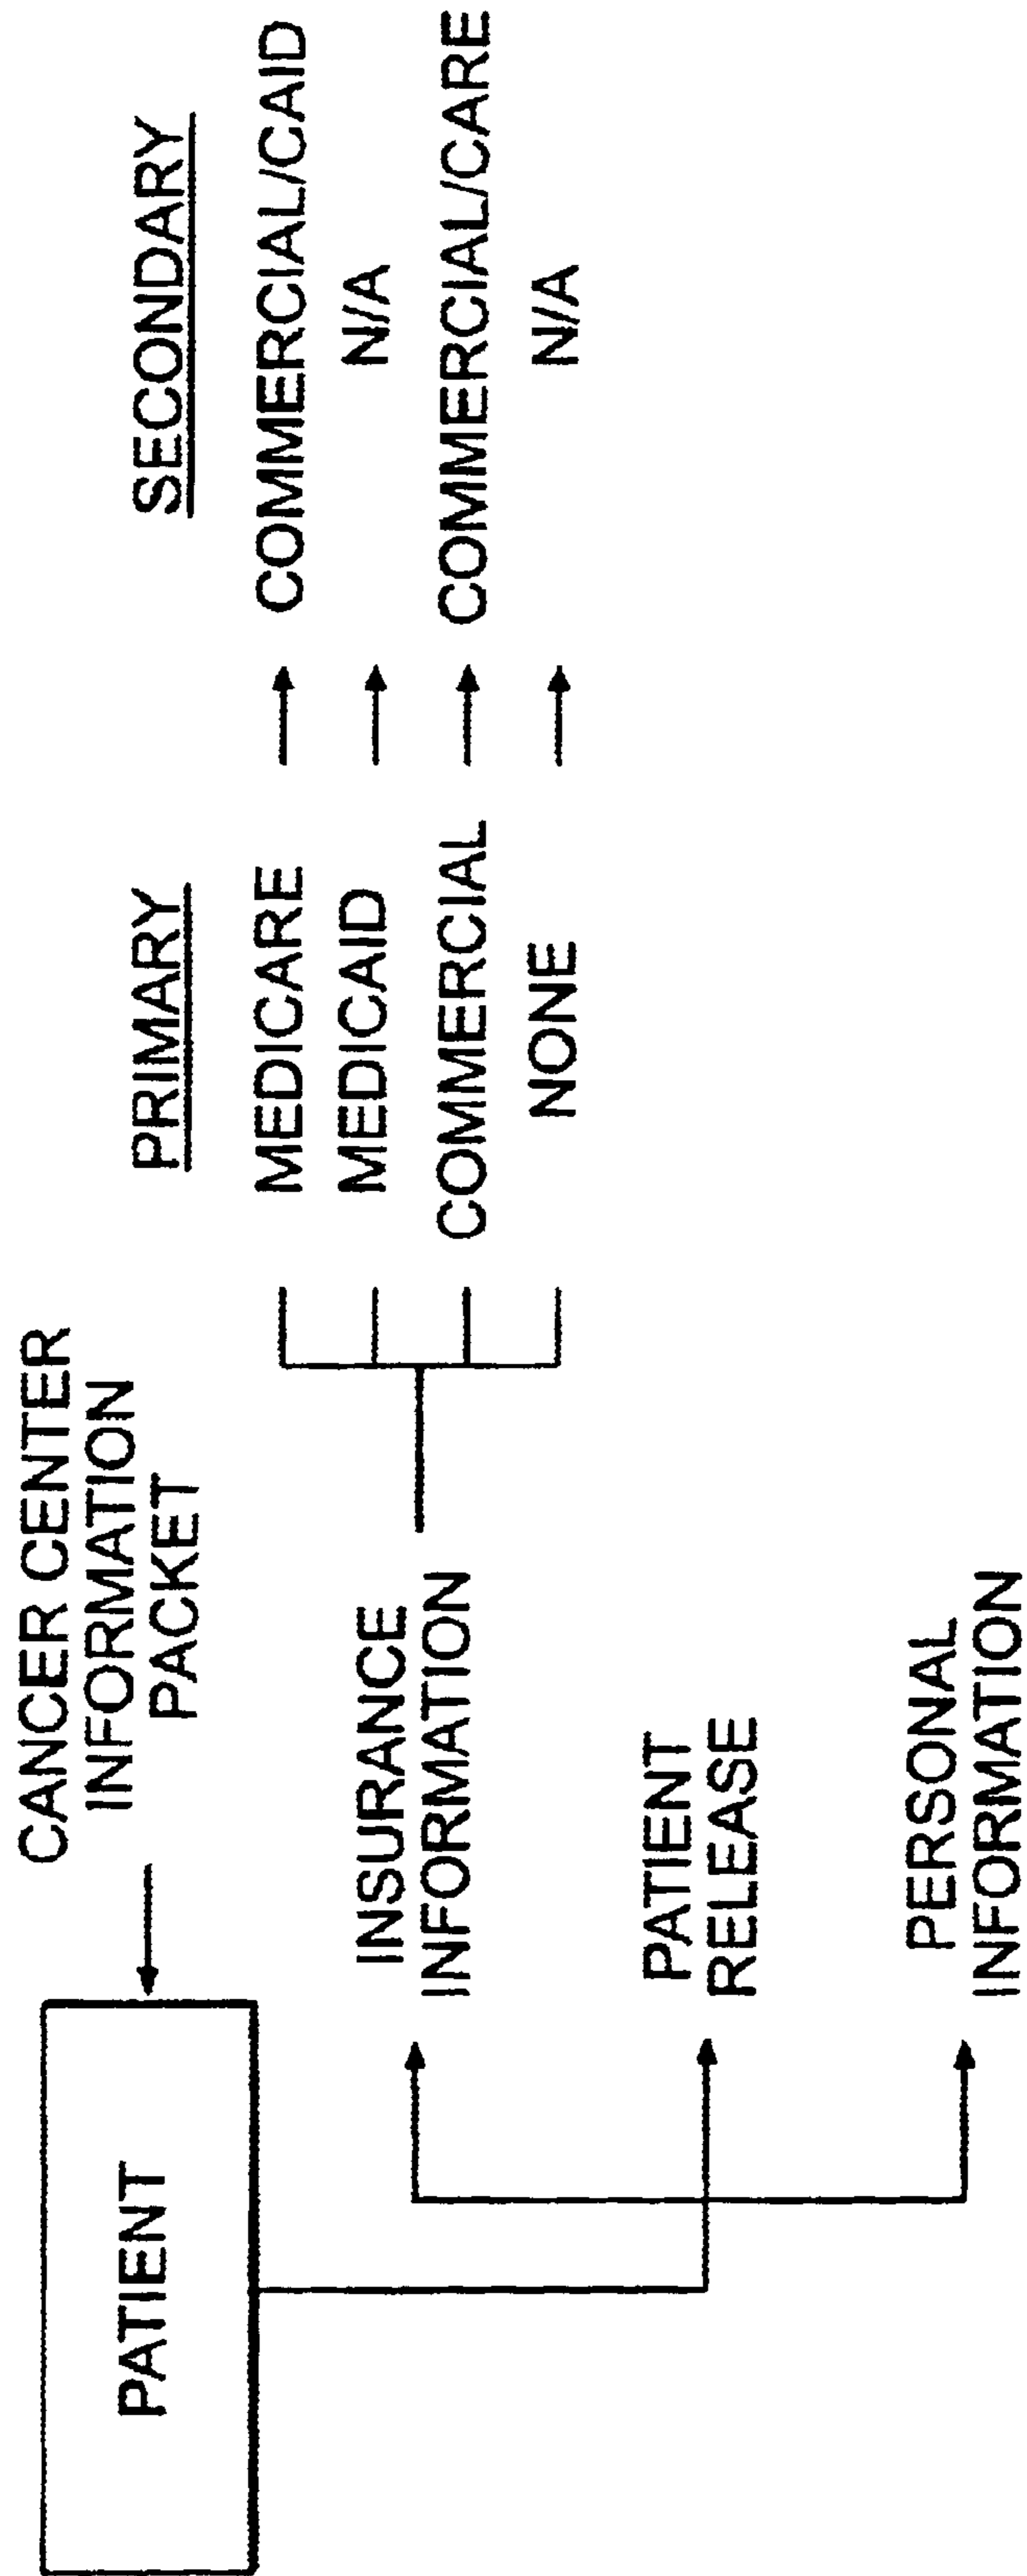 CANCER CENTER
INFORMATION
PACKET
PATIENT
PRIMARY
SECONDARY
INSURANCE
INFORMATION
MEDICARE
COMMERCIAL/CAID
MEDICAID
N/A
COMMERCIAL
COMMERCIAL/CARE
NONE
N/A
PATIENT
RELEASE
PERSONAL
INFORMATION